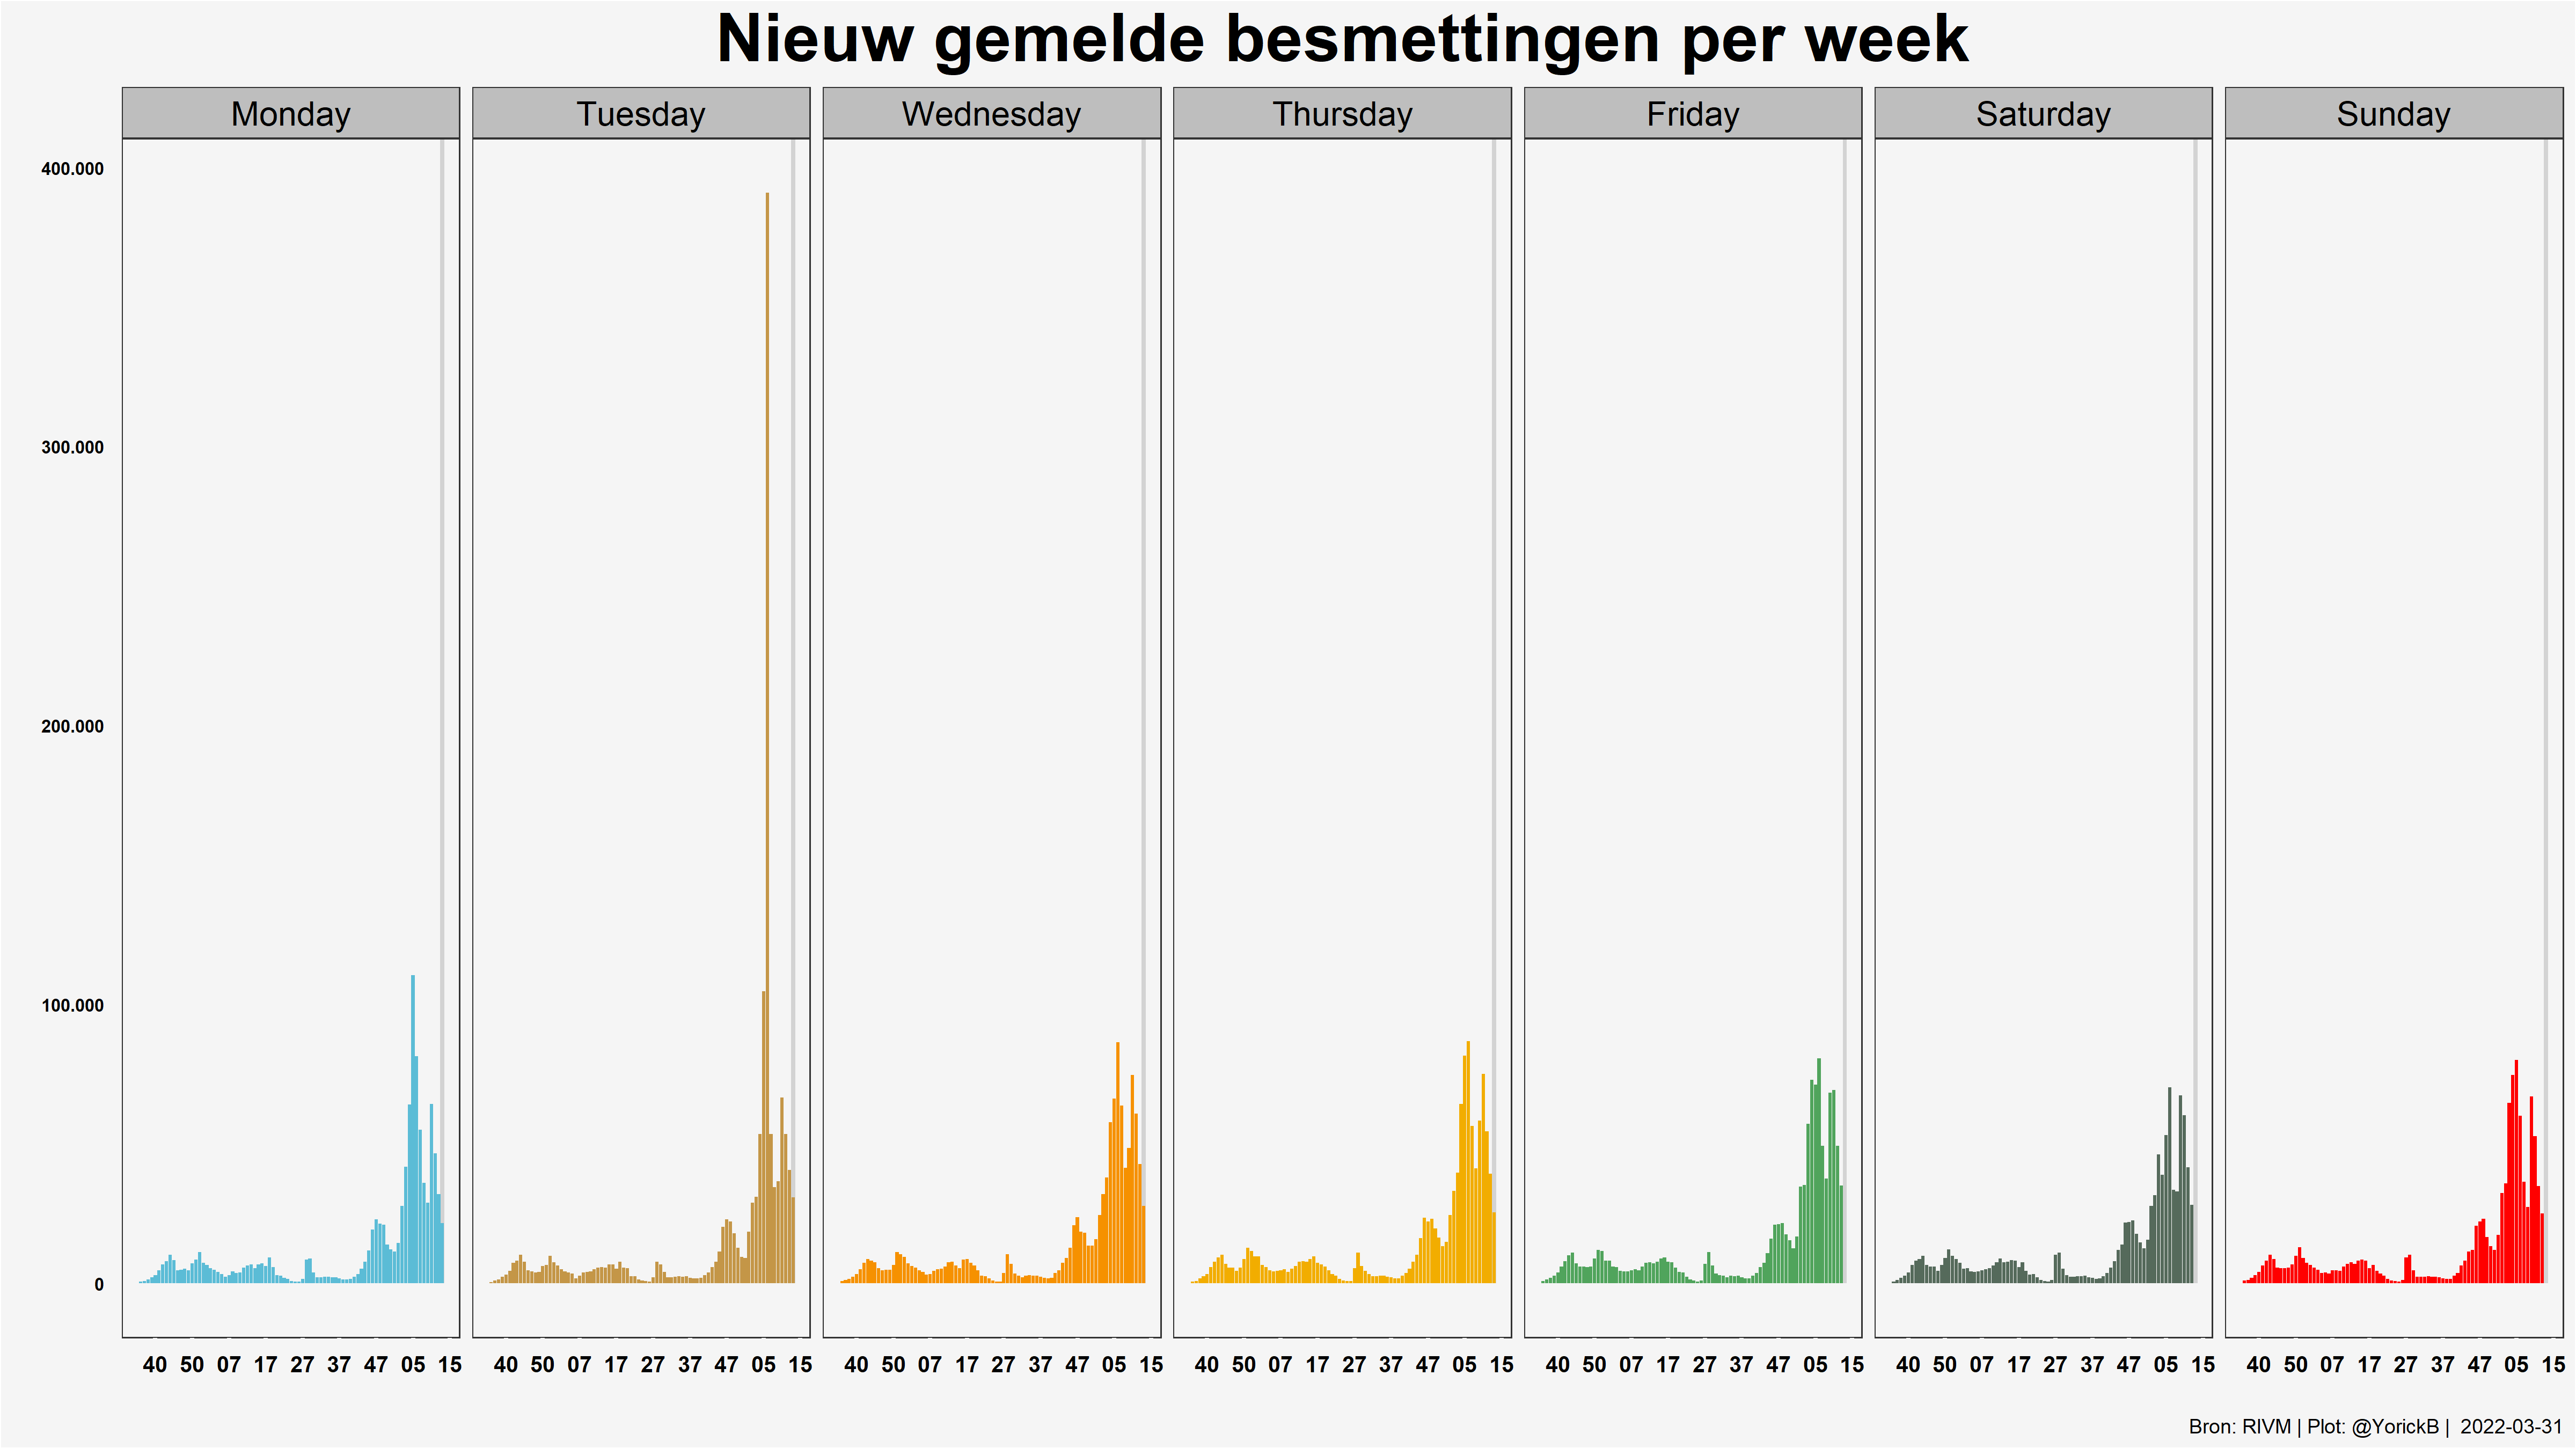 Nieuw gemelde besmettingen per week
Monday Tuesday Wednesday Thursday Friday Saturday Sunday
400.000
300.000
200.000
100.000
0
40 50 07 17 27 37 47 05 15 40 50 07 17 27 37 47 05 15 40 50 07 17 27 37 47 05 15 40 50 07 17 27 37 47 05 15 40 50 07 17 27 37 47 05 15 40 50 07 17 27 37 47 05 15 40 50 07 17 27 37 47 05 15
Bron: RIVM | Plot: @YorickB | 2022-03-31